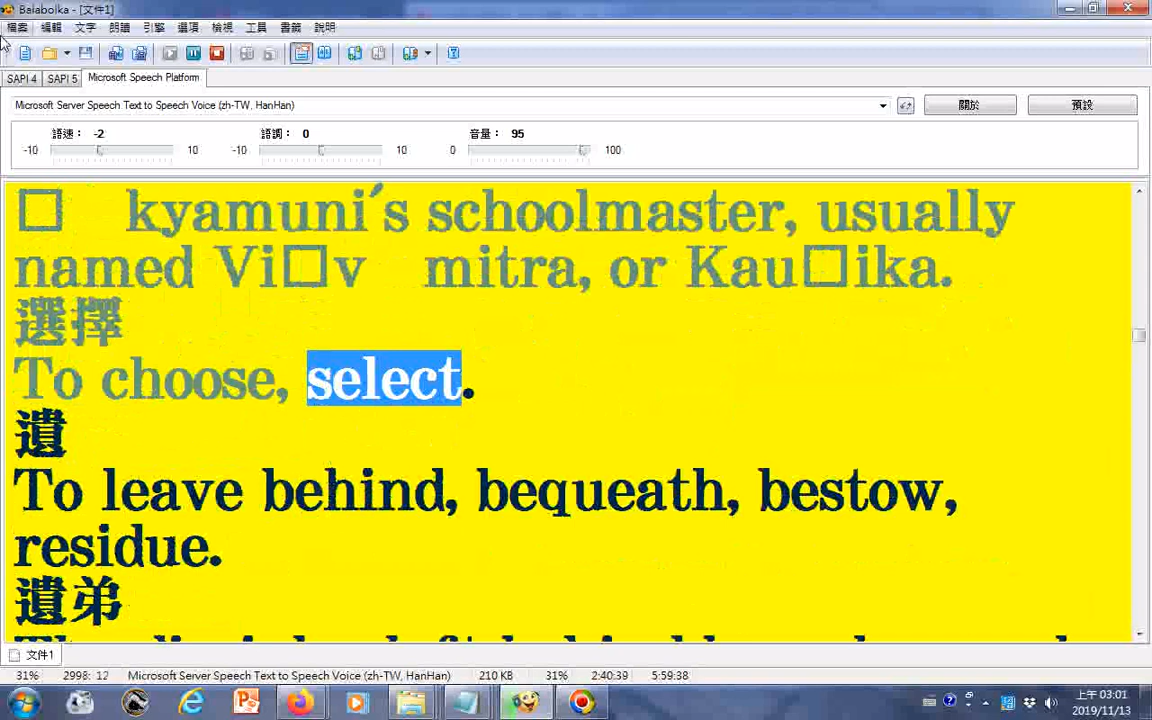 Balabolka - [文件1]
檔案 編輯 文字 朗讀 引擎 選項 檢視 工具 書籤 說明
SAPI 4 SAPI 5 Microsoft Speech Platform
Microsoft Server Speech Text to Speech Voice (zh-TW, HanHan) 關於 預設
語速： -2 語調： 0 音量： 95
-10 10 -10 10 0 100
□ kyamuni's schoolmaster, usually
named Vi□v mitra, or Kau□ika.
選擇
To choose, select.
遺
To leave behind, bequeath, bestow,
residue.
遺弟
文件1
31% 2998: 12 Microsoft Server Speech Text to Speech Voice (zh-TW, HanHan) 210 KB 31% 2:40:39 5:59:38
上午 03:01
2019/11/13